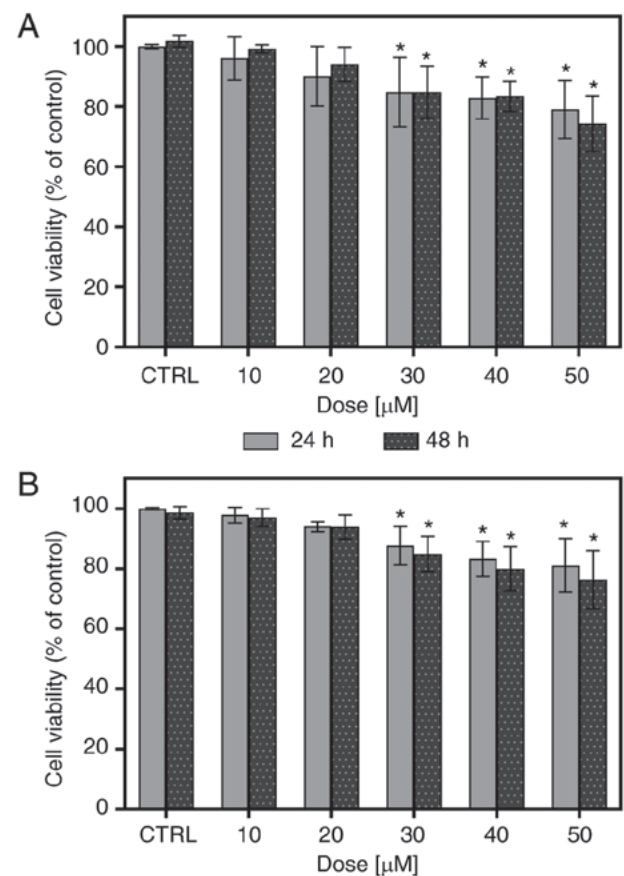 A
Cell viability (% of control)
100
80
60
40
20
0
* * * * * *
CTRL 10 20 30 40 50
Dose [µM]
24 h 48 h
B
Cell viability (% of control)
100
80
60
40
20
0
* * * * * *
CTRL 10 20 30 40 50
Dose [µM]